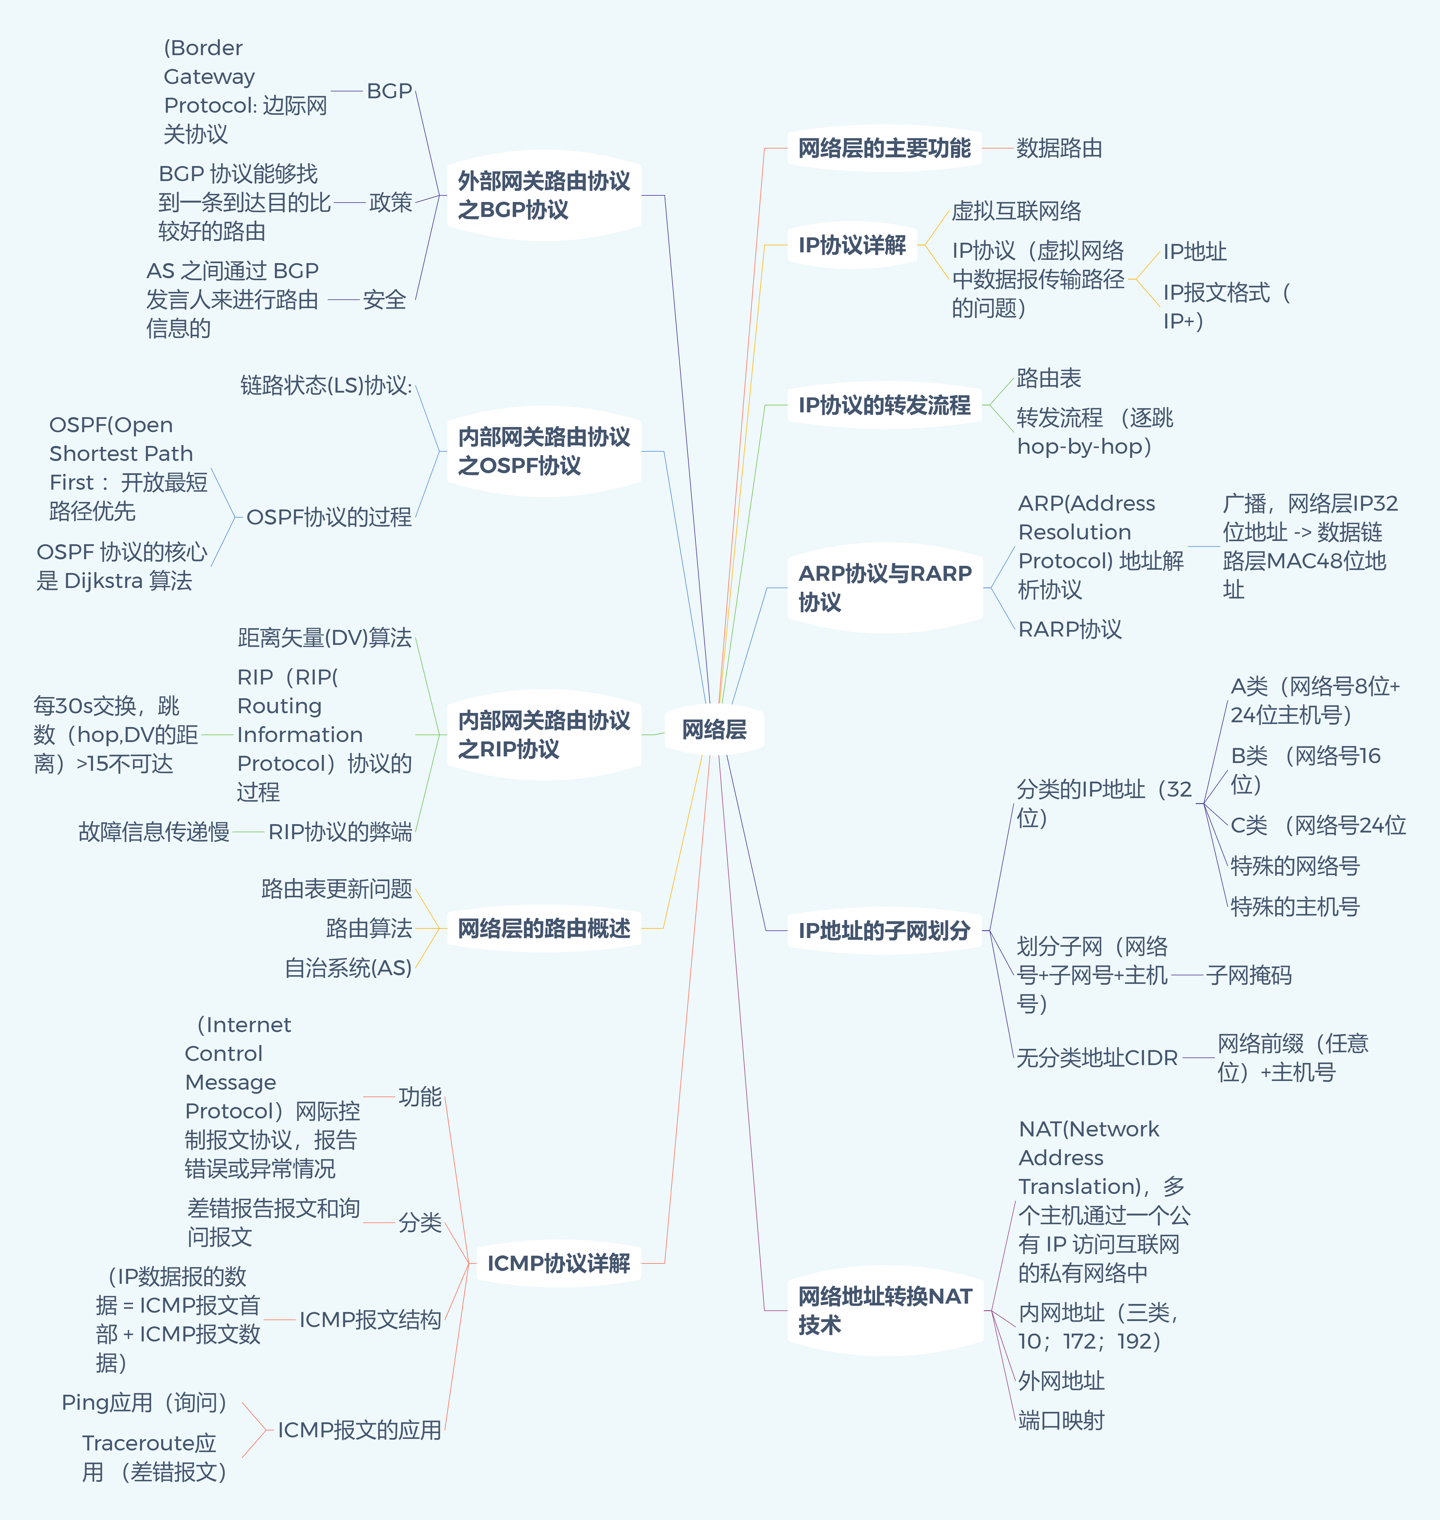 网络层
网络层的主要功能
数据路由
IP协议详解
虚拟互联网络
IP协议（虚拟网络
中数据报传输路径
的问题）
IP地址
IP报文格式（
IP+）
IP协议的转发流程
路由表
转发流程 （逐跳
hop-by-hop）
ARP协议与RARP
协议
ARP(Address
Resolution
Protocol) 地址解
析协议
广播，网络层IP32
位地址 -> 数据链
路层MAC48位地
址
RARP协议
IP地址的子网划分
分类的IP地址（32
位）
A类（网络号8位+
24位主机号）
B类 （网络号16
位）
C类 （网络号24位
特殊的网络号
特殊的主机号
划分子网（网络
号+子网号+主机
号）
子网掩码
无分类地址CIDR
网络前缀（任意
位）+主机号
网络地址转换NAT
技术
NAT(Network
Address
Translation)，多
个主机通过一个公
有 IP 访问互联网
的私有网络中
内网地址（三类，
10；172；192）
外网地址
端口映射
外部网关路由协议
之BGP协议
BGP
(Border
Gateway
Protocol: 边际网
关协议
政策
BGP 协议能够找
到一条到达目的比
较好的路由
安全
AS 之间通过 BGP
发言人来进行路由
信息的
内部网关路由协议
之OSPF协议
链路状态(LS)协议:
OSPF协议的过程
OSPF(Open
Shortest Path
First ：开放最短
路径优先
OSPF 协议的核心
是 Dijkstra 算法
内部网关路由协议
之RIP协议
距离矢量(DV)算法
RIP（RIP(
Routing
Information
Protocol）协议的
过程
每30s交换，跳
数（hop,DV的距
离）>15不可达
RIP协议的弊端
故障信息传递慢
网络层的路由概述
路由表更新问题
路由算法
自治系统(AS)
ICMP协议详解
功能
（Internet
Control
Message
Protocol）网际控
制报文协议，报告
错误或异常情况
分类
差错报告报文和询
问报文
ICMP报文结构
（IP数据报的数
据 = ICMP报文首
部 + ICMP报文数
据）
ICMP报文的应用
Ping应用（询问）
Traceroute应
用 （差错报文）